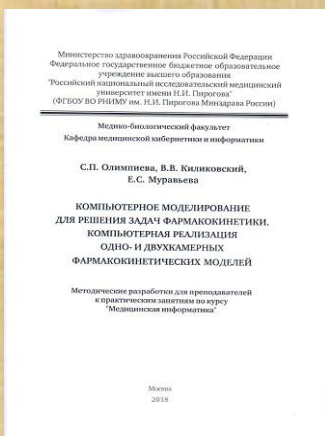 Министерство здравоохранения Российской Федерации
Федеральное государственное бюджетное образовательное
учреждение высшего образования
"Российский национальный исследовательский медицинский
университет имени Н.И. Пирогова"
(ФГБОУ ВО РНИМУ им. Н.И. Пирогова Минздрава России)
Медико-биологический факультет
Кафедра медицинской кибернетики и информатики
С.П. Олимпиева, В.В. Киликовский,
Е.С. Муравьева
КОМПЬЮТЕРНОЕ МОДЕЛИРОВАНИЕ
ДЛЯ РЕШЕНИЯ ЗАДАЧ ФАРМАКОКИНЕТИКИ.
КОМПЬЮТЕРНАЯ РЕАЛИЗАЦИЯ
ОДНО- И ДВУХКАМЕРНЫХ
ФАРМАКОКИНЕТИЧЕСКИХ МОДЕЛЕЙ
Методические разработки для преподавателей
к практическим занятиям по курсу
"Медицинская информатика"
Москва
2018